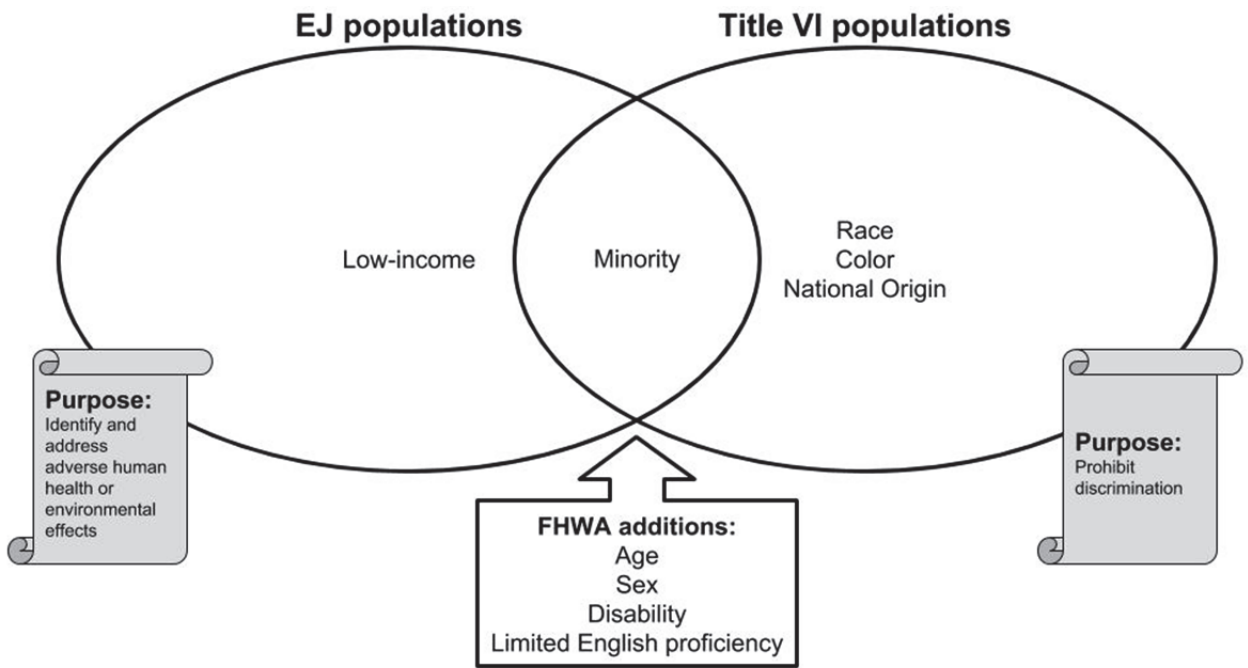 EJ populations
Title VI populations
Low-income
Minority
Race
Color
National Origin
Purpose:
Identify and
address
adverse human
health or
environmental
effects
Purpose:
Prohibit
discrimination
FHWA additions:
Age
Sex
Disability
Limited English proficiency